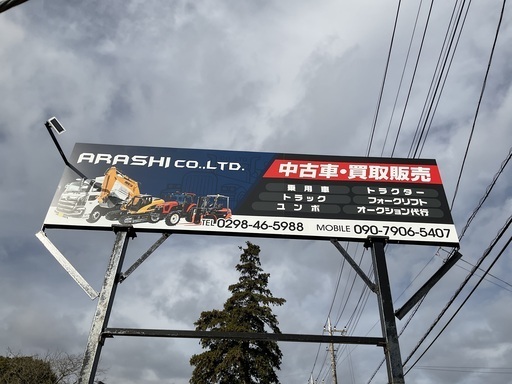 ARASHI CO.,LTD.
中古車・買取販売
乗用車 トラクター
トラック フォークリフト
ユンボ オークション代行
TEL 0298-46-5988 MOBILE 090-7906-5407